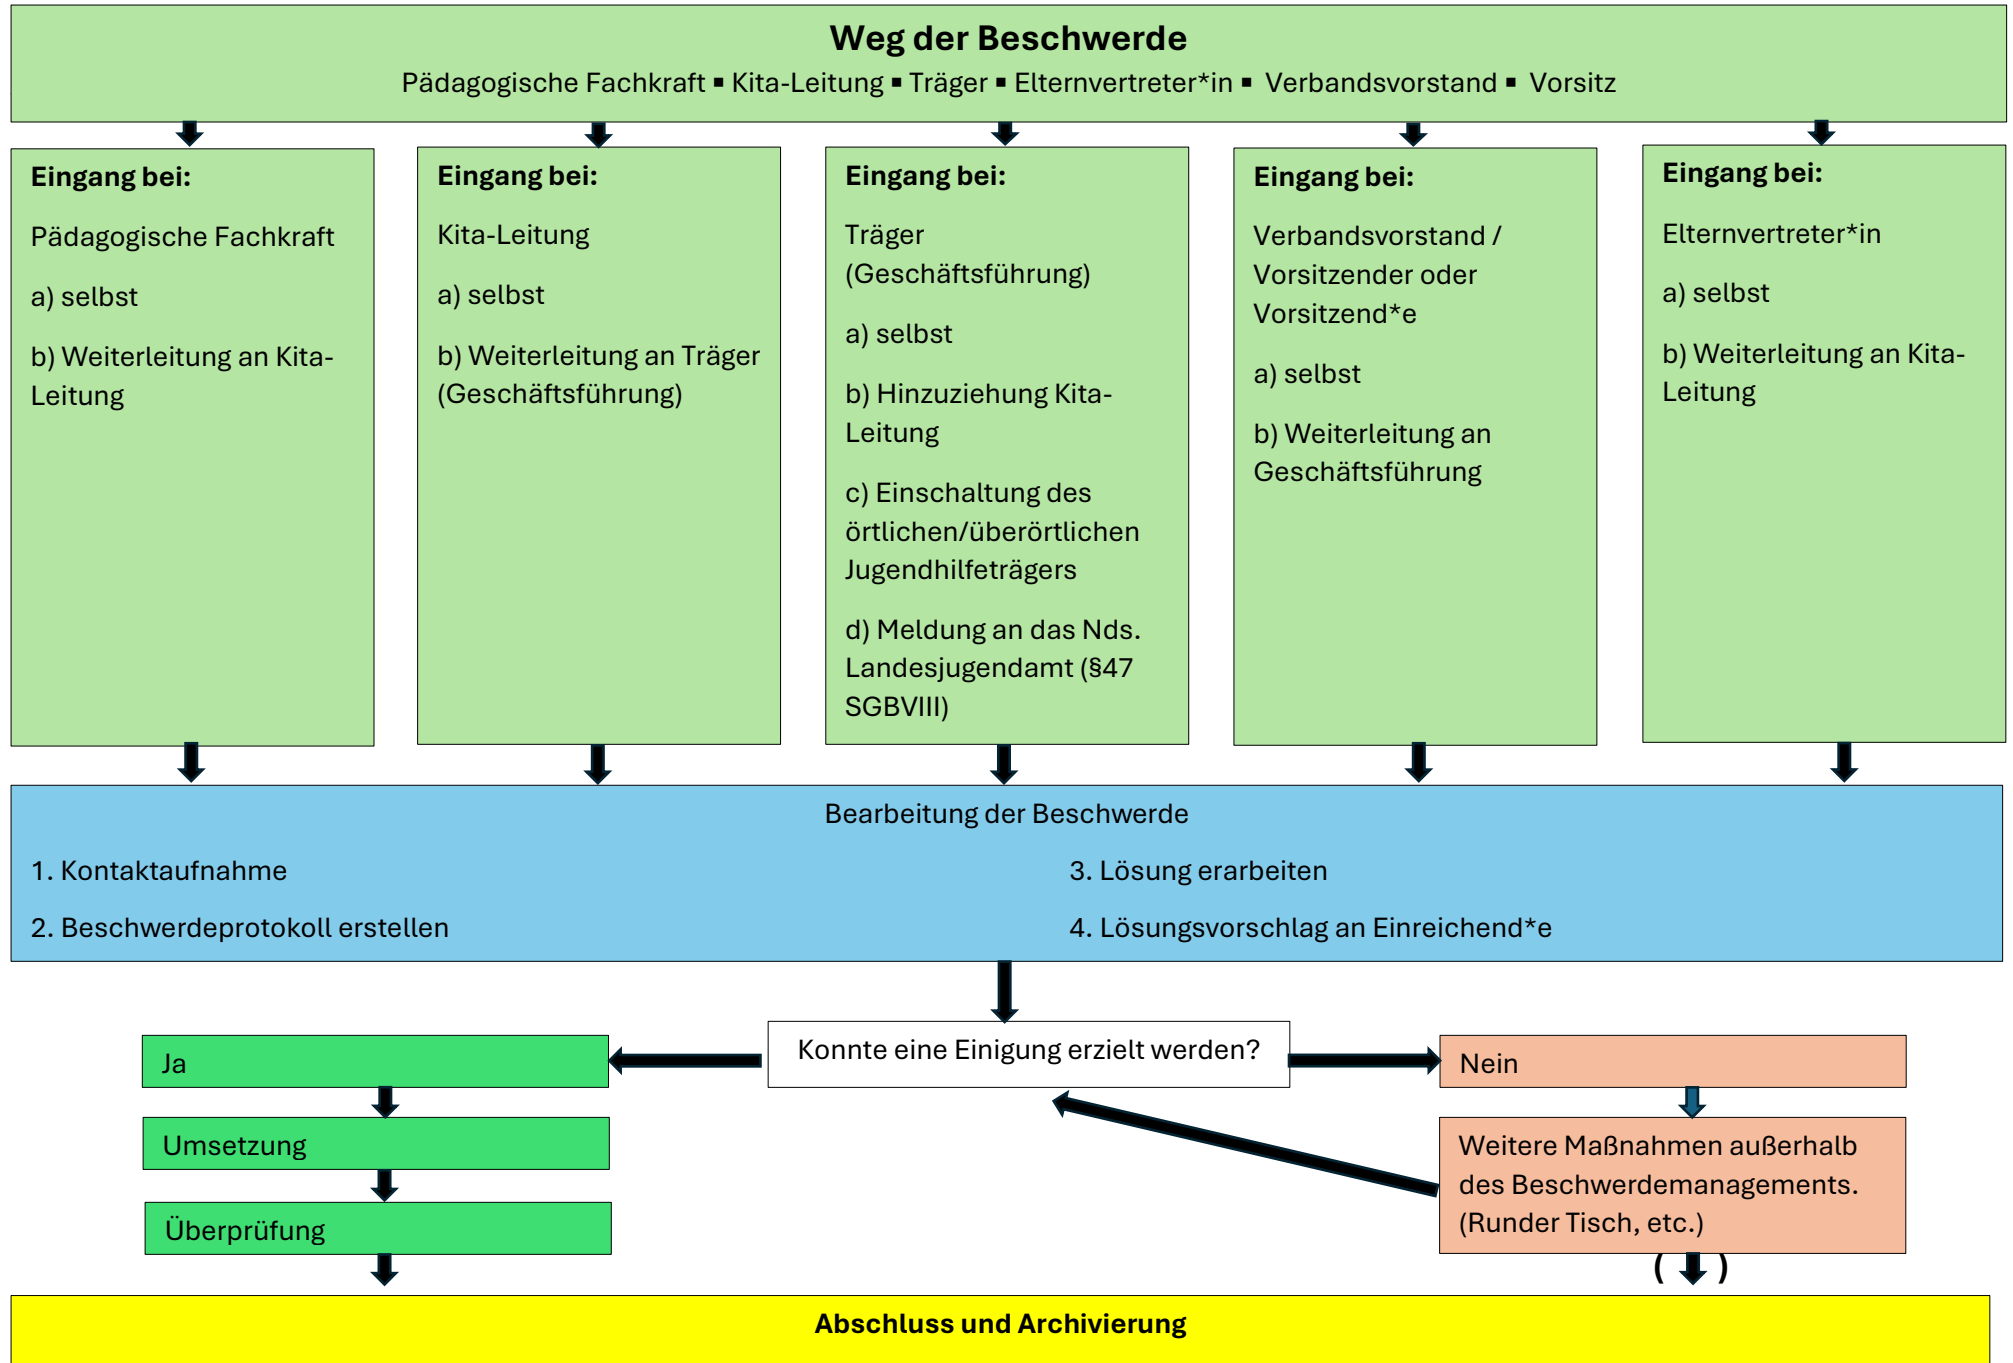 Weg der Beschwerde
Pädagogische Fachkraft ▪ Kita-Leitung ▪ Träger ▪ Elternvertreter*in ▪ Verbandsvorstand ▪ Vorsitz
Eingang bei:
Pädagogische Fachkraft
a) selbst
b) Weiterleitung an Kita-
Leitung
Eingang bei:
Kita-Leitung
a) selbst
b) Weiterleitung an Träger
(Geschäftsführung)
Eingang bei:
Träger
(Geschäftsführung)
a) selbst
b) Hinzuziehung Kita-
Leitung
c) Einschaltung des
örtlichen/überörtlichen
Jugendhilfeträgers
d) Meldung an das Nds.
Landesjugendamt (§47
SGBVIII)
Eingang bei:
Verbandsvorstand /
Vorsitzender oder
Vorsitzend*e
a) selbst
b) Weiterleitung an
Geschäftsführung
Eingang bei:
Elternvertreter*in
a) selbst
b) Weiterleitung an Kita-
Leitung
Bearbeitung der Beschwerde
1. Kontaktaufnahme
2. Beschwerdeprotokoll erstellen
3. Lösung erarbeiten
4. Lösungsvorschlag an Einreichend*e
Konnte eine Einigung erzielt werden?
Ja
Umsetzung
Überprüfung
Nein
Weitere Maßnahmen außerhalb
des Beschwerdemanagements.
(Runder Tisch, etc.)
( )
Abschluss und Archivierung